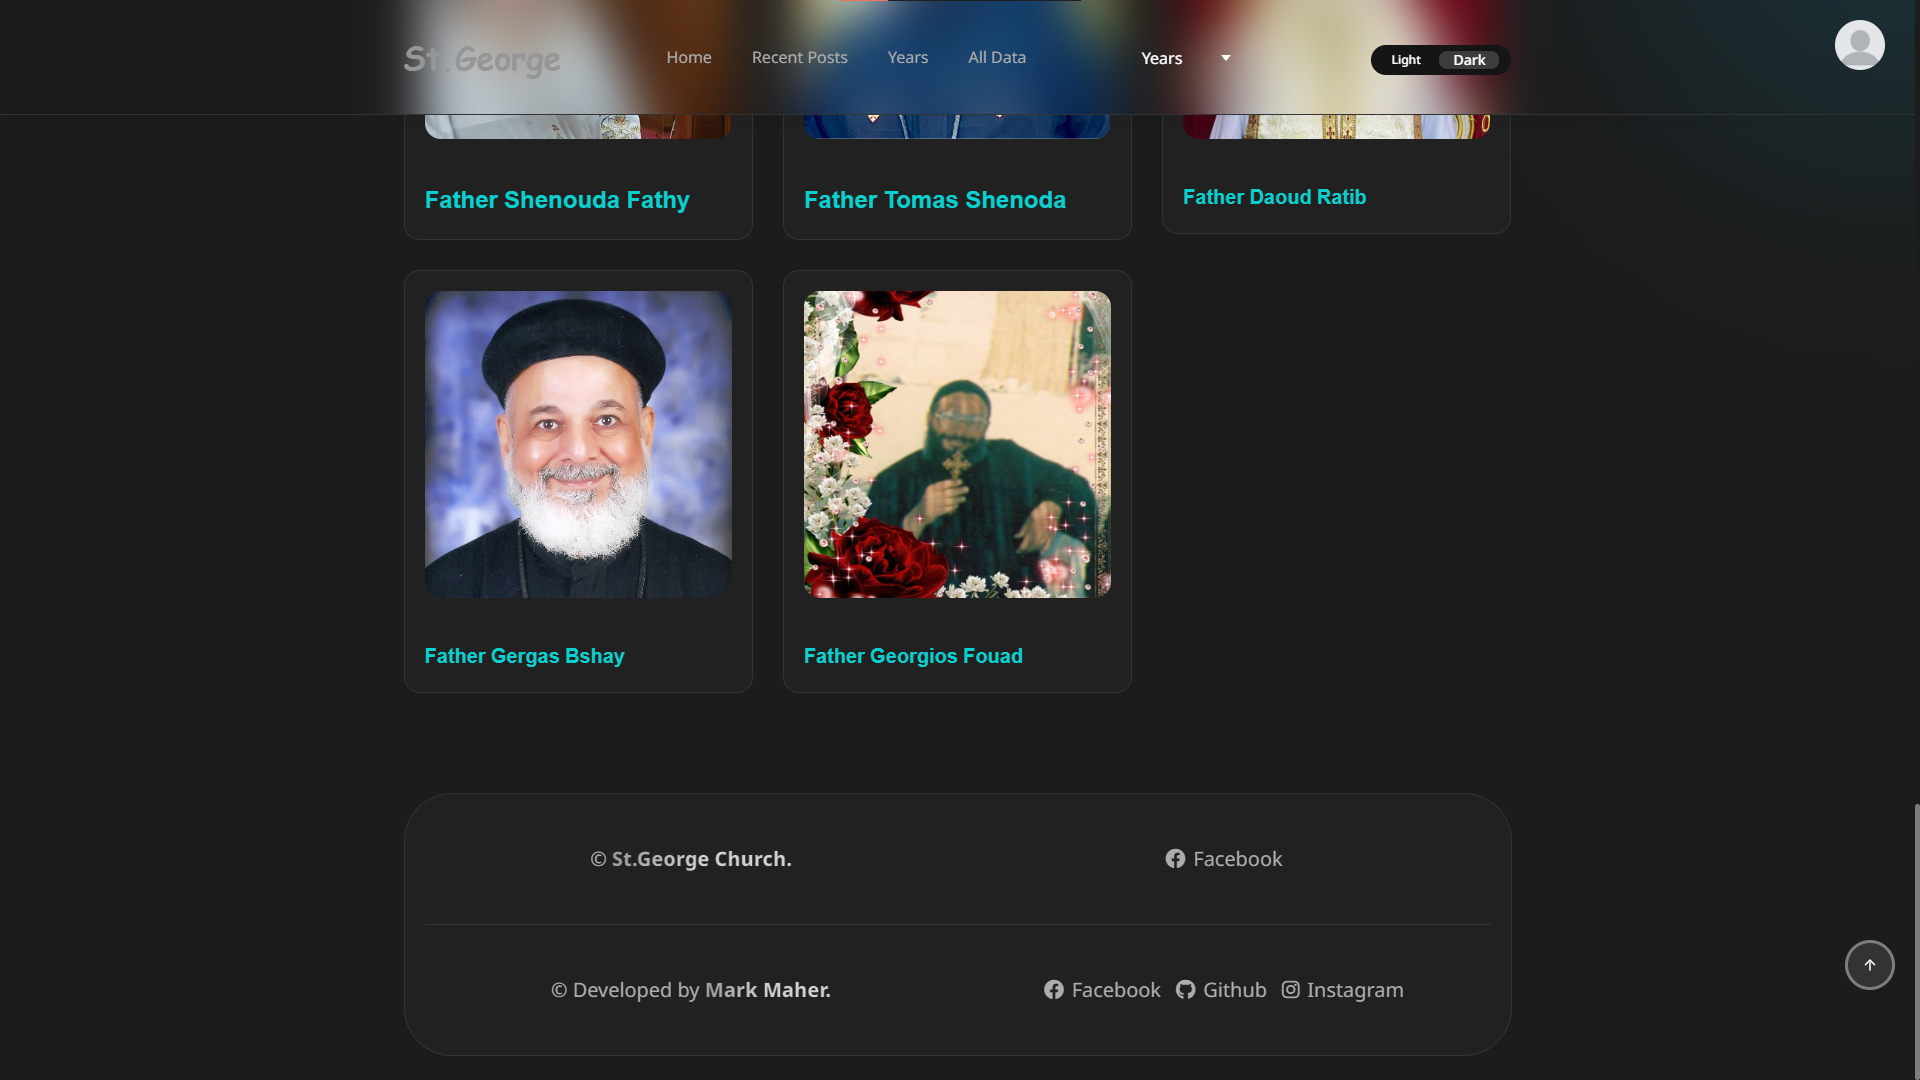 St.George
Home
Recent Posts
Years
All Data
Years
Light
Dark
Father Shenouda Fathy
Father Tomas Shenoda
Father Daoud Ratib
Father Gergas Bshay
Father Georgios Fouad
© St.George Church.
Facebook
© Developed by Mark Maher.
Facebook
Github
Instagram